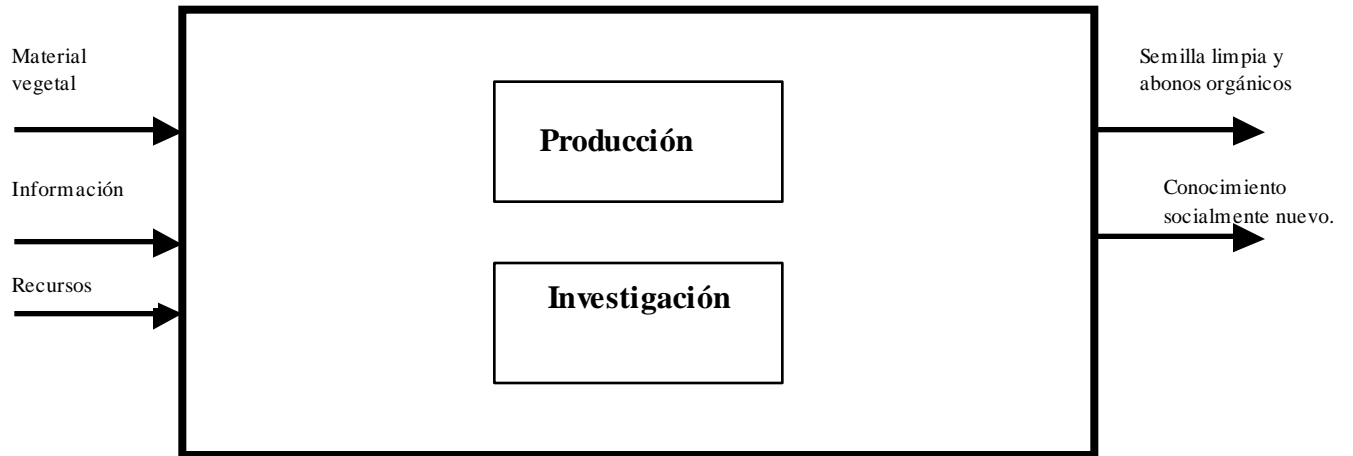 Material
vegetal
Información
Recursos
Producción
Investigación
Semilla limpia y
abonos orgánicos
Conocimiento
socialmente nuevo.